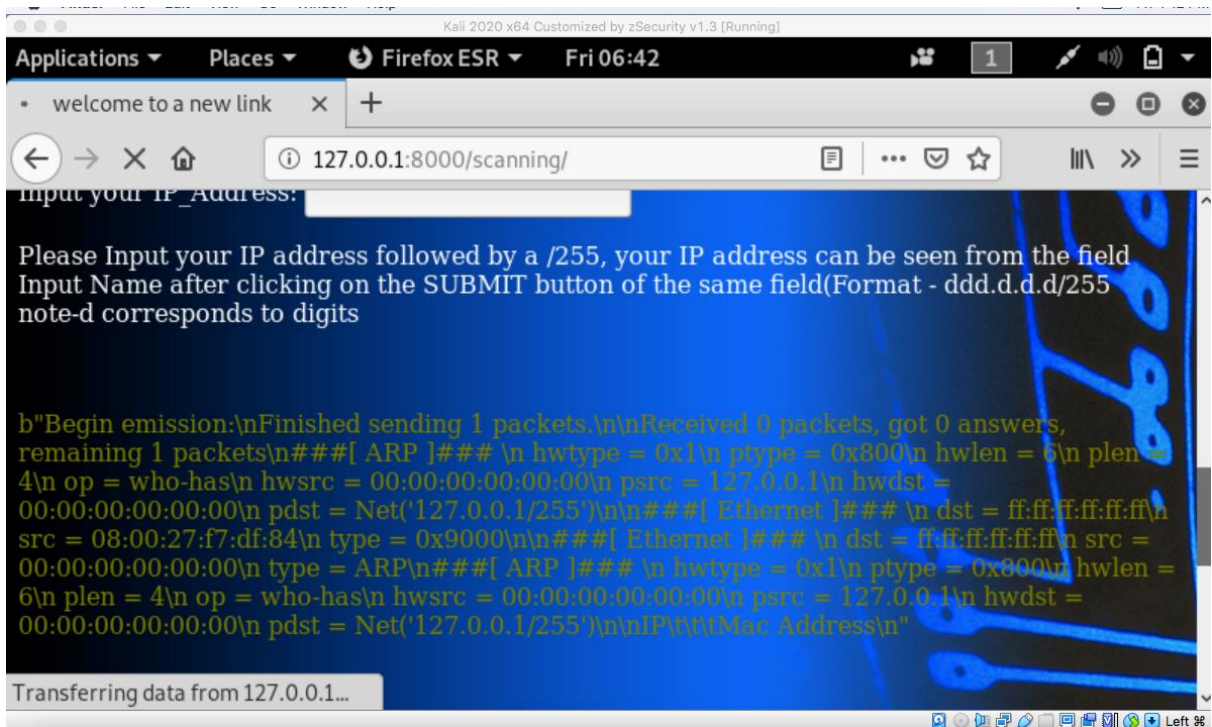 Kali 2020 x64 Customized by zSecurity v1.3 [Running]
Applications Places Firefox ESR Fri 06:42 1
welcome to a new link
127.0.0.1:8000/scanning/
Input your IP_Address:
Please Input your IP address followed by a /255, your IP address can be seen from the field
Input Name after clicking on the SUBMIT button of the same field(Format - ddd.d.d.d/255
note-d corresponds to digits
b"Begin emission:\nFinished sending 1 packets.\n\nReceived 0 packets, got 0 answers,
remaining 1 packets\n###[ ARP ]### \n hwtype = 0x1\n ptype = 0x800\n hwlen = 6\n plen =
4\n op = who-has\n hwsrc = 00:00:00:00:00:00\n psrc = 127.0.0.1\n hwdst =
00:00:00:00:00:00\n pdst = Net('127.0.0.1/255')\n\n###[ Ethernet ]### \n dst = ff:ff:ff:ff:ff:ff\n
src = 08:00:27:f7:df:84\n type = 0x9000\n\n###[ Ethernet ]### \n dst = ff:ff:ff:ff:ff:ff\n src =
00:00:00:00:00:00\n type = ARP\n###[ ARP ]### \n hwtype = 0x1\n ptype = 0x800\n hwlen =
6\n plen = 4\n op = who-has\n hwsrc = 00:00:00:00:00:00\n psrc = 127.0.0.1\n hwdst =
00:00:00:00:00:00\n pdst = Net('127.0.0.1/255')\n\nIP\t\t\tMac Address\n"
Transferring data from 127.0.0.1...
Left ⌘